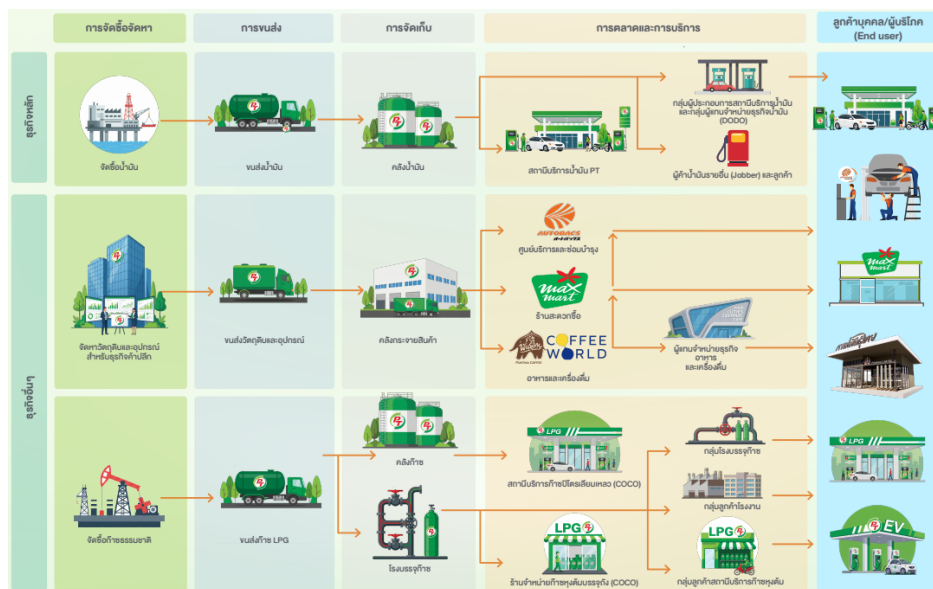 การจัดซื้อจัดหา
การขนส่ง
การจัดเก็บ
การตลาดและการบริการ
ลูกค้าบุคคล/ผู้บริโภค
(End user)
ธุรกิจหลัก
จัดซื้อน้ำมัน
ขนส่งน้ำมัน
คลังน้ำมัน
สถานีบริการน้ำมัน PT
กลุ่มผู้ประกอบการสถานีบริการน้ำมัน
และกลุ่มผู้แทนจำหน่ายธุรกิจน้ำมัน
(DODO)
ผู้ค้าน้ำมันรายอื่น (Jobber) และลูกค้า
ธุรกิจอื่นๆ
จัดหาวัตถุดิบและอุปกรณ์
สำหรับธุรกิจค้าปลีก
ขนส่งวัตถุดิบและอุปกรณ์
คลังกระจายสินค้า
AUTOBACS
ศูนย์บริการและซ่อมบำรุง
max
mart
ร้านสะดวกซื้อ
COFFEE
WORLD
อาหารและเครื่องดื่ม
ผู้แทนจำหน่ายธุรกิจ
อาหาร
และเครื่องดื่ม
max
mart
จัดซื้อก๊าซธรรมชาติ
ขนส่งก๊าซ LPG
คลังก๊าซ
โรงบรรจุก๊าซ
LPG
สถานีบริการก๊าซปิโตรเลียมเหลว (COCO)
LPG
ร้านจำหน่ายก๊าซหุงต้มบรรจุถัง (COCO)
กลุ่มโรงบรรจุก๊าซ
กลุ่มลูกค้าโรงงาน
LPG
กลุ่มลูกค้าสถานีบริการก๊าซหุงต้ม
LPG
EV